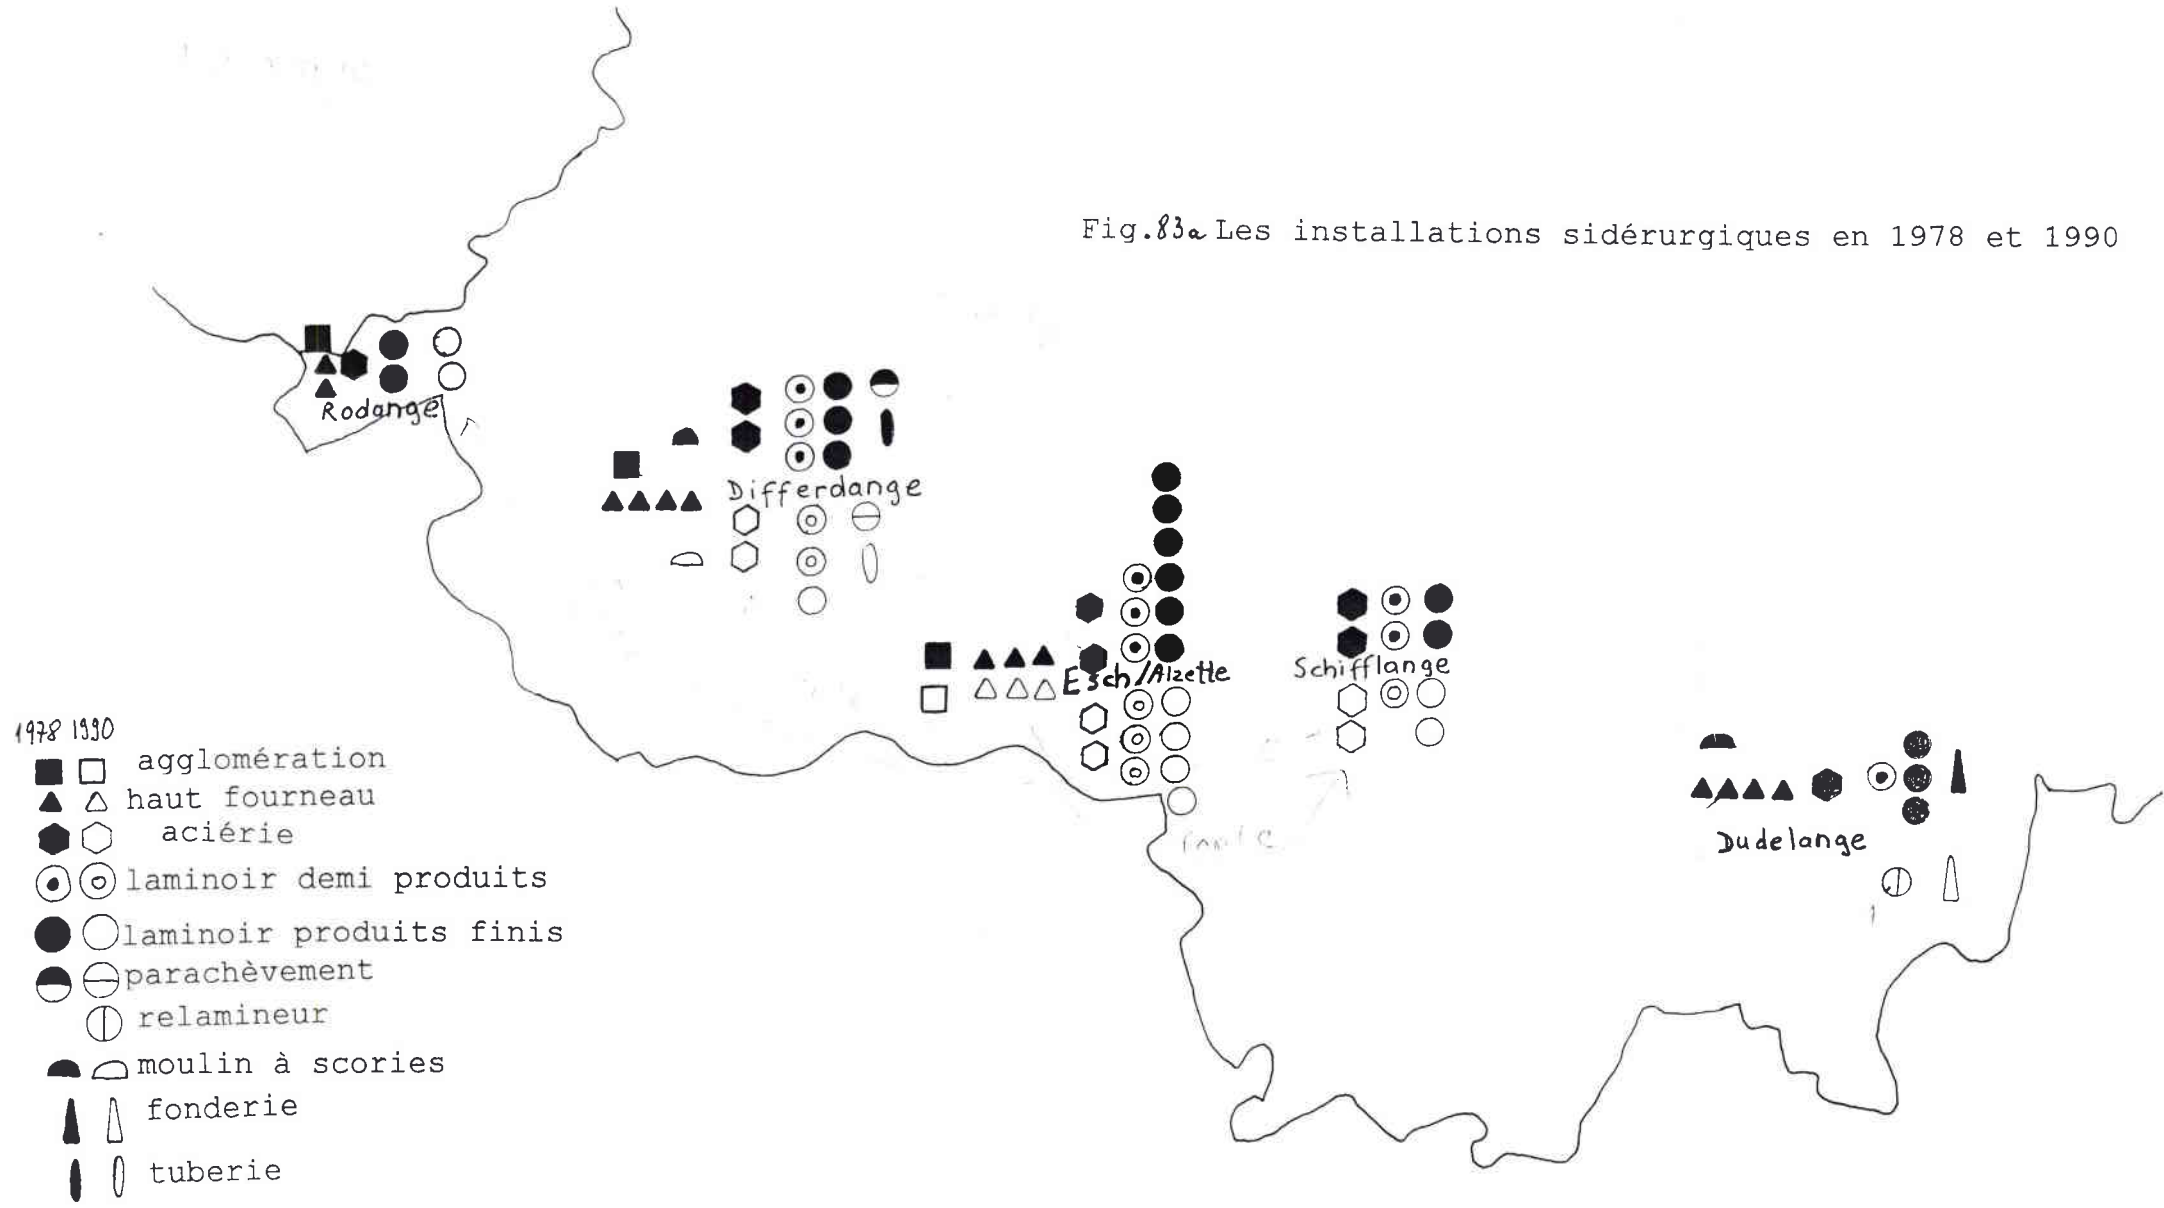 Fig.83a Les installations sidérurgiques en 1978 et 1990
Rodange
Differdange
Esch/Alzette
Schifflange
Dudelange
1978 1990
agglomération
haut fourneau
aciérie
laminoir demi produits
laminoir produits finis
parachèvement
relamineur
moulin à scories
fonderie
tuberie